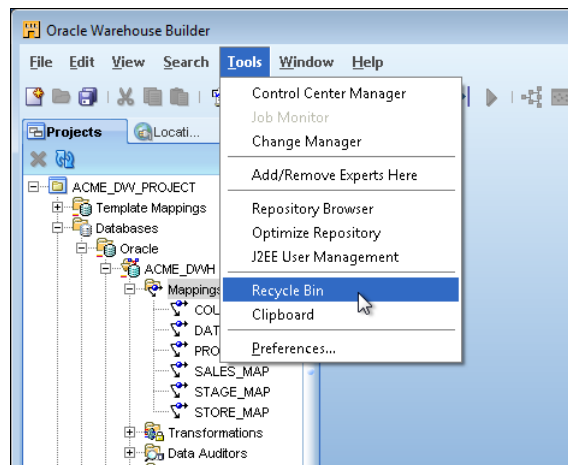 Oracle Warehouse Builder
File Edit View Search Tools Window Help
Projects
Locati...
Control Center Manager
Job Monitor
Change Manager
Add/Remove Experts Here
Repository Browser
Optimize Repository
J2EE User Management
Recycle Bin
Clipboard
Preferences...
ACME_DW_PROJECT
Template Mappings
Databases
Oracle
ACME_DWH
Mappings
COL
DAT
PRO
SALES_MAP
STAGE_MAP
STORE_MAP
Transformations
Data Auditors